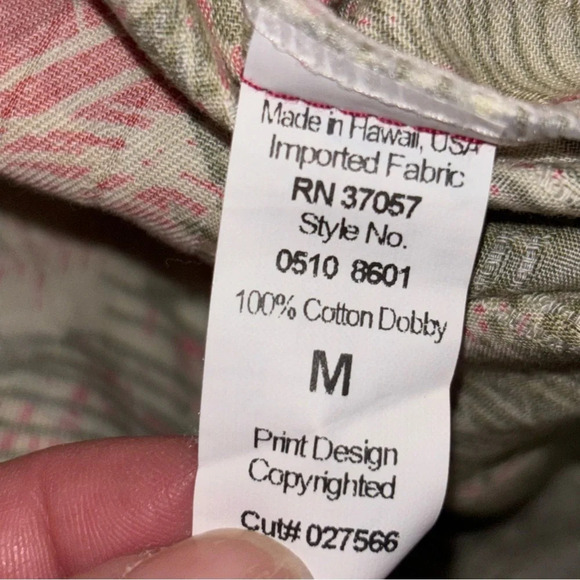 Made in Hawaii, USA
Imported Fabric
RN 37057
Style No.
0510 8601
100% Cotton Dobby
M
Print Design
Copyrighted
Cut# 027566